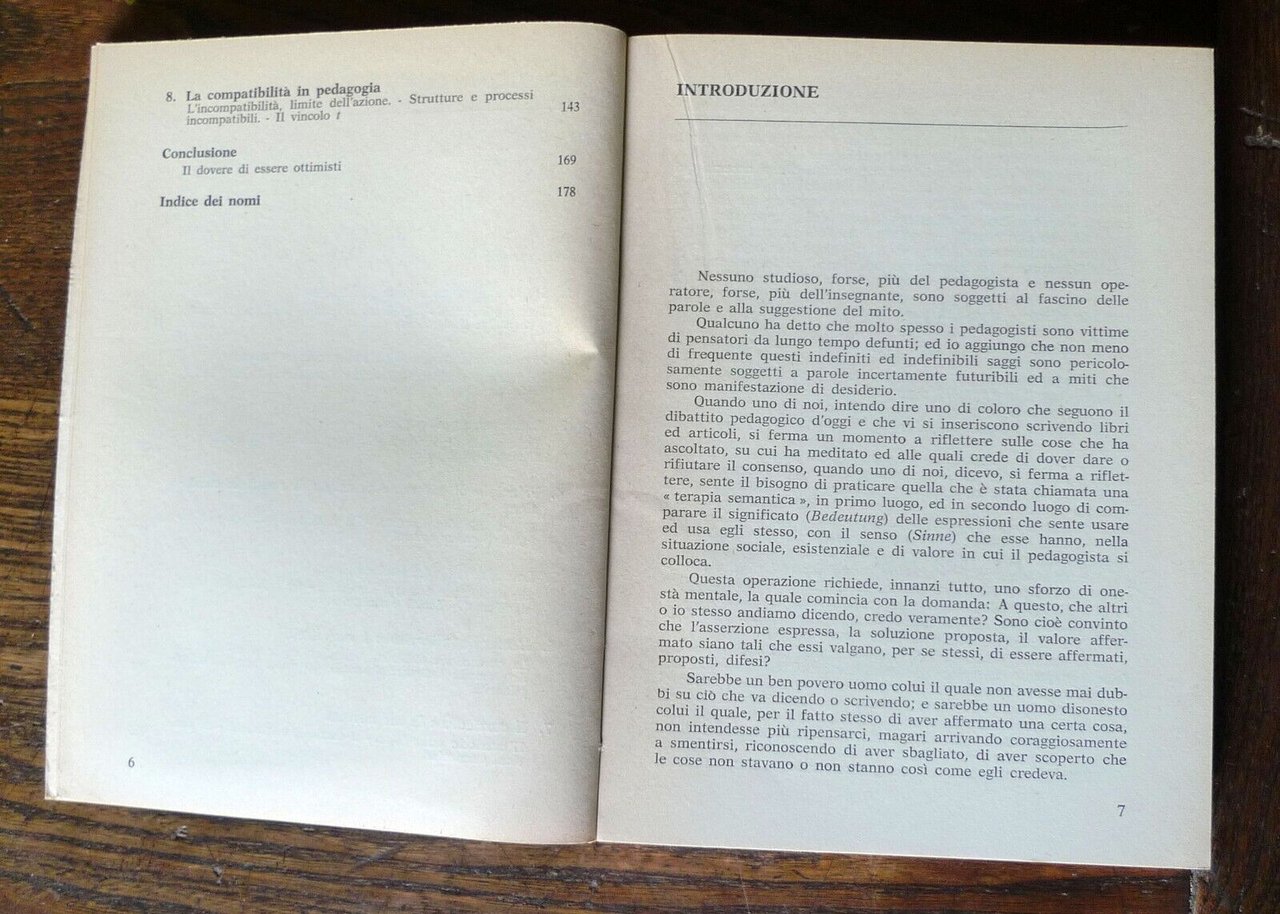 8. La compatibilità in pedagogia
L'incompatibilità, limite dell'azione. - Strutture e processi
incompatibili. - Il vincolo t 143
Conclusione
Il dovere di essere ottimisti 169
Indice dei nomi 178
6
INTRODUZIONE
Nessuno studioso, forse, più del pedagogista e nessun ope-
ratore, forse, più dell'insegnante, sono soggetti al fascino delle
parole e alla suggestione del mito.
Qualcuno ha detto che molto spesso i pedagogisti sono vittime
di pensatori da lungo tempo defunti; ed io aggiungo che non meno
di frequente questi indefiniti ed indefinibili saggi sono pericolo-
samente soggetti a parole incertamente futuribili ed a miti che
sono manifestazione di desiderio.
Quando uno di noi, intendo dire uno di coloro che seguono il
dibattito pedagogico d'oggi e che vi si inseriscono scrivendo libri
ed articoli, si ferma un momento a riflettere sulle cose che ha
ascoltato, su cui ha meditato ed alle quali crede di dover dare o
rifiutare il consenso, quando uno di noi, dicevo, si ferma a riflet-
tere, sente il bisogno di praticare quella che è stata chiamata una
« terapia semantica », in primo luogo, ed in secondo luogo di com-
parare il significato (Bedeutung) delle espressioni che sente usare
ed usa egli stesso, con il senso (Sinne) che esse hanno, nella
situazione sociale, esistenziale e di valore in cui il pedagogista si
colloca.
Questa operazione richiede, innanzi tutto, uno sforzo di one-
stà mentale, la quale comincia con la domanda: A questo, che altri
o io stesso andiamo dicendo, credo veramente? Sono cioè convinto
che l'asserzione espressa, la soluzione proposta, il valore affer-
mato siano tali che essi valgano, per se stessi, di essere affermati,
proposti, difesi?
Sarebbe un ben povero uomo colui il quale non avesse mai dub-
bi su ciò che va dicendo o scrivendo; e sarebbe un uomo disonesto
colui il quale, per il fatto stesso di aver affermato una certa cosa,
non intendesse più ripensarci, magari arrivando coraggiosamente
a smentirsi, riconoscendo di aver sbagliato, di aver scoperto che
le cose non stavano o non stanno così come egli credeva.
7